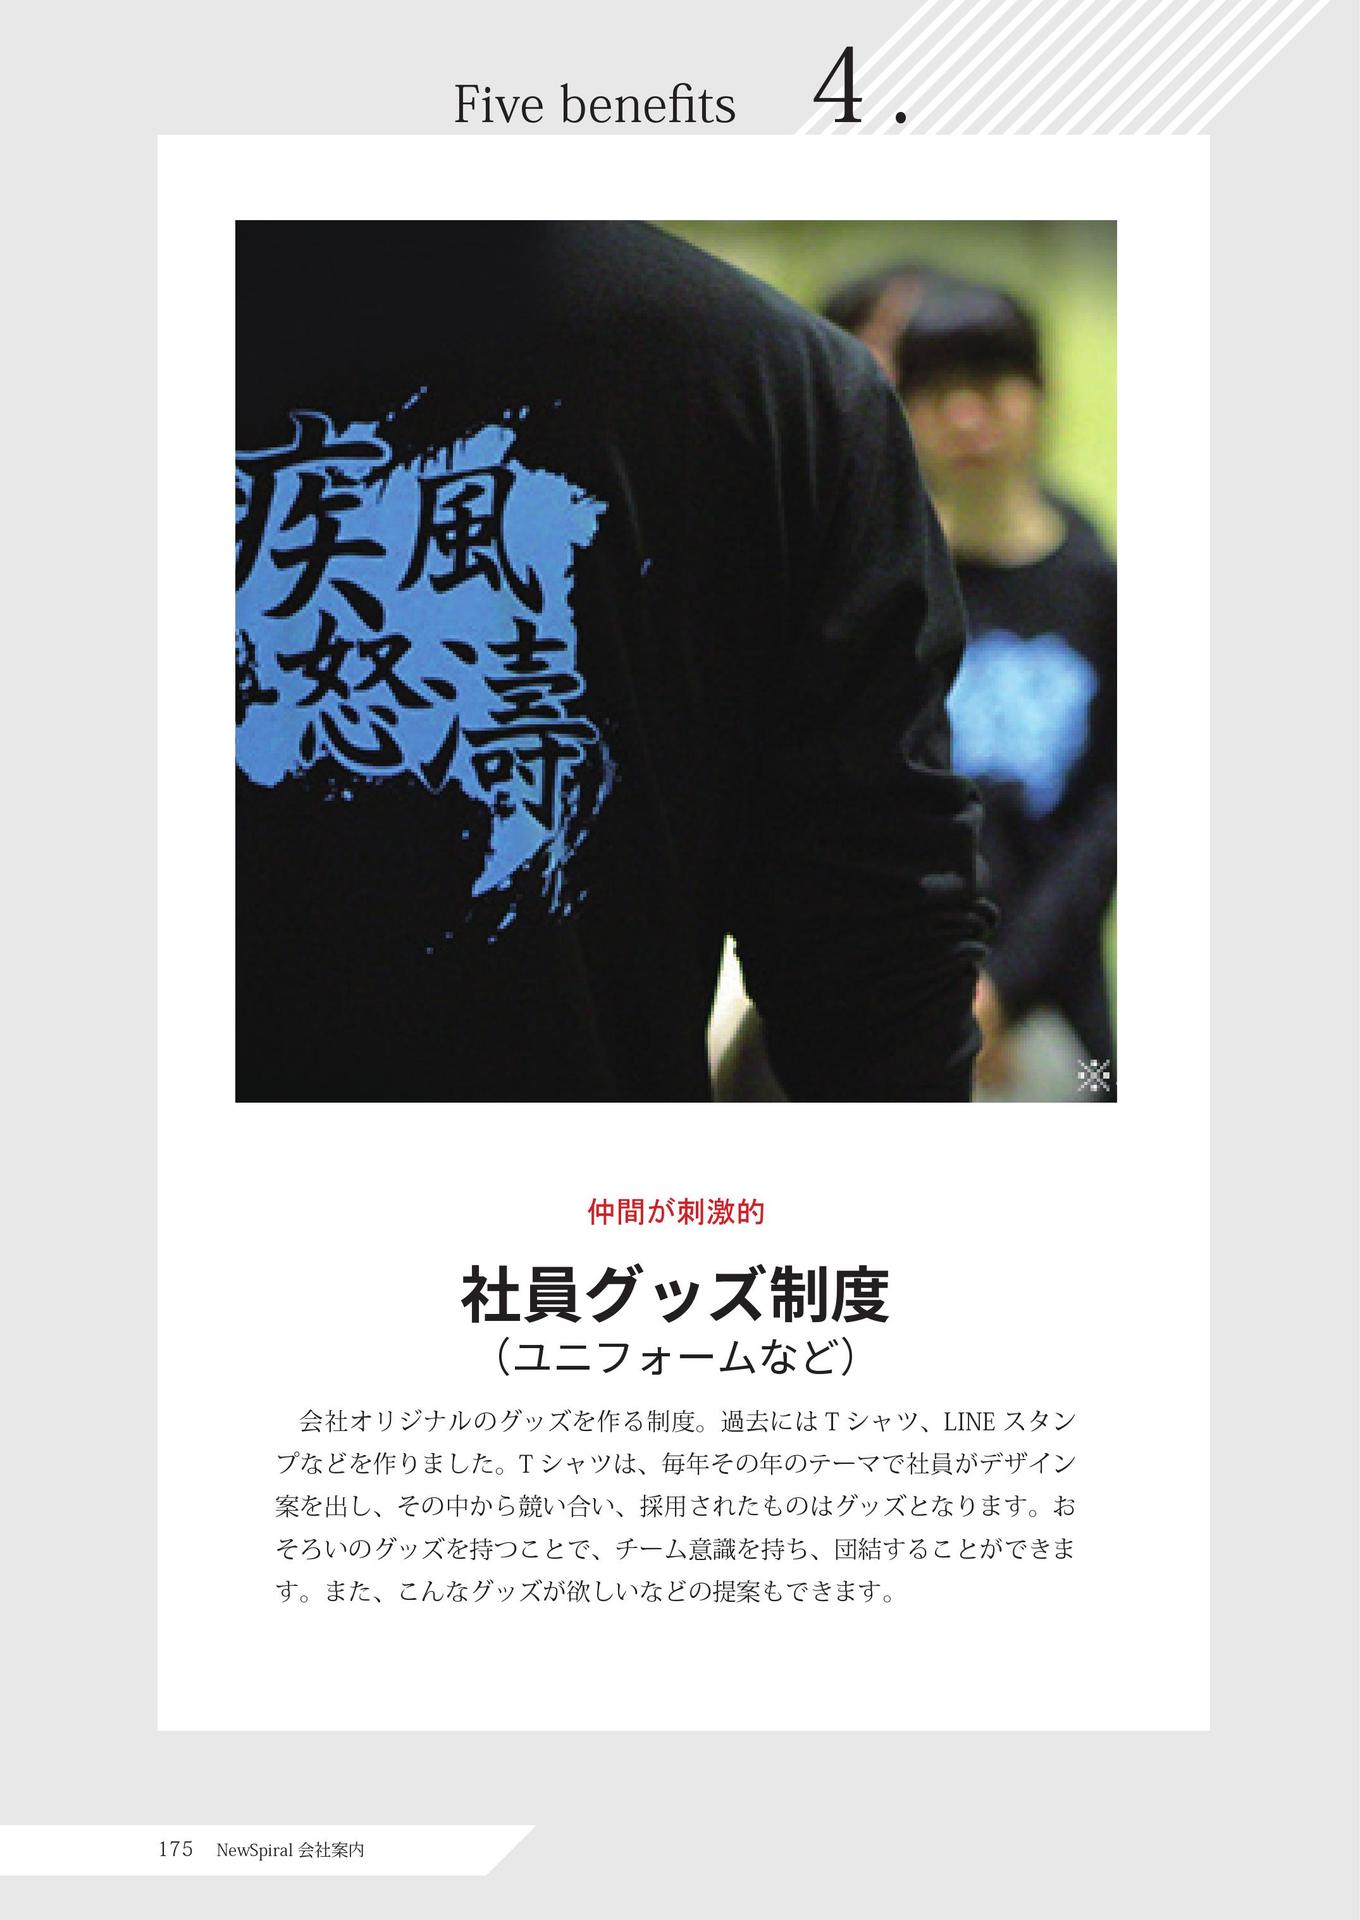 Five benefits 4.
疾風
怒濤
※
仲間が刺激的
社員グッズ制度
（ユニフォームなど）
会社オリジナルのグッズを作る制度。過去にはTシャツ、LINEスタン
プなどを作りました。Tシャツは、毎年その年のテーマで社員がデザイン
案を出し、その中から競い合い、採用されたものはグッズとなります。お
そろいのグッズを持つことで、チーム意識を持ち、団結することができま
す。また、こんなグッズが欲しいなどの提案もできます。
175 NewSpiral 会社案内